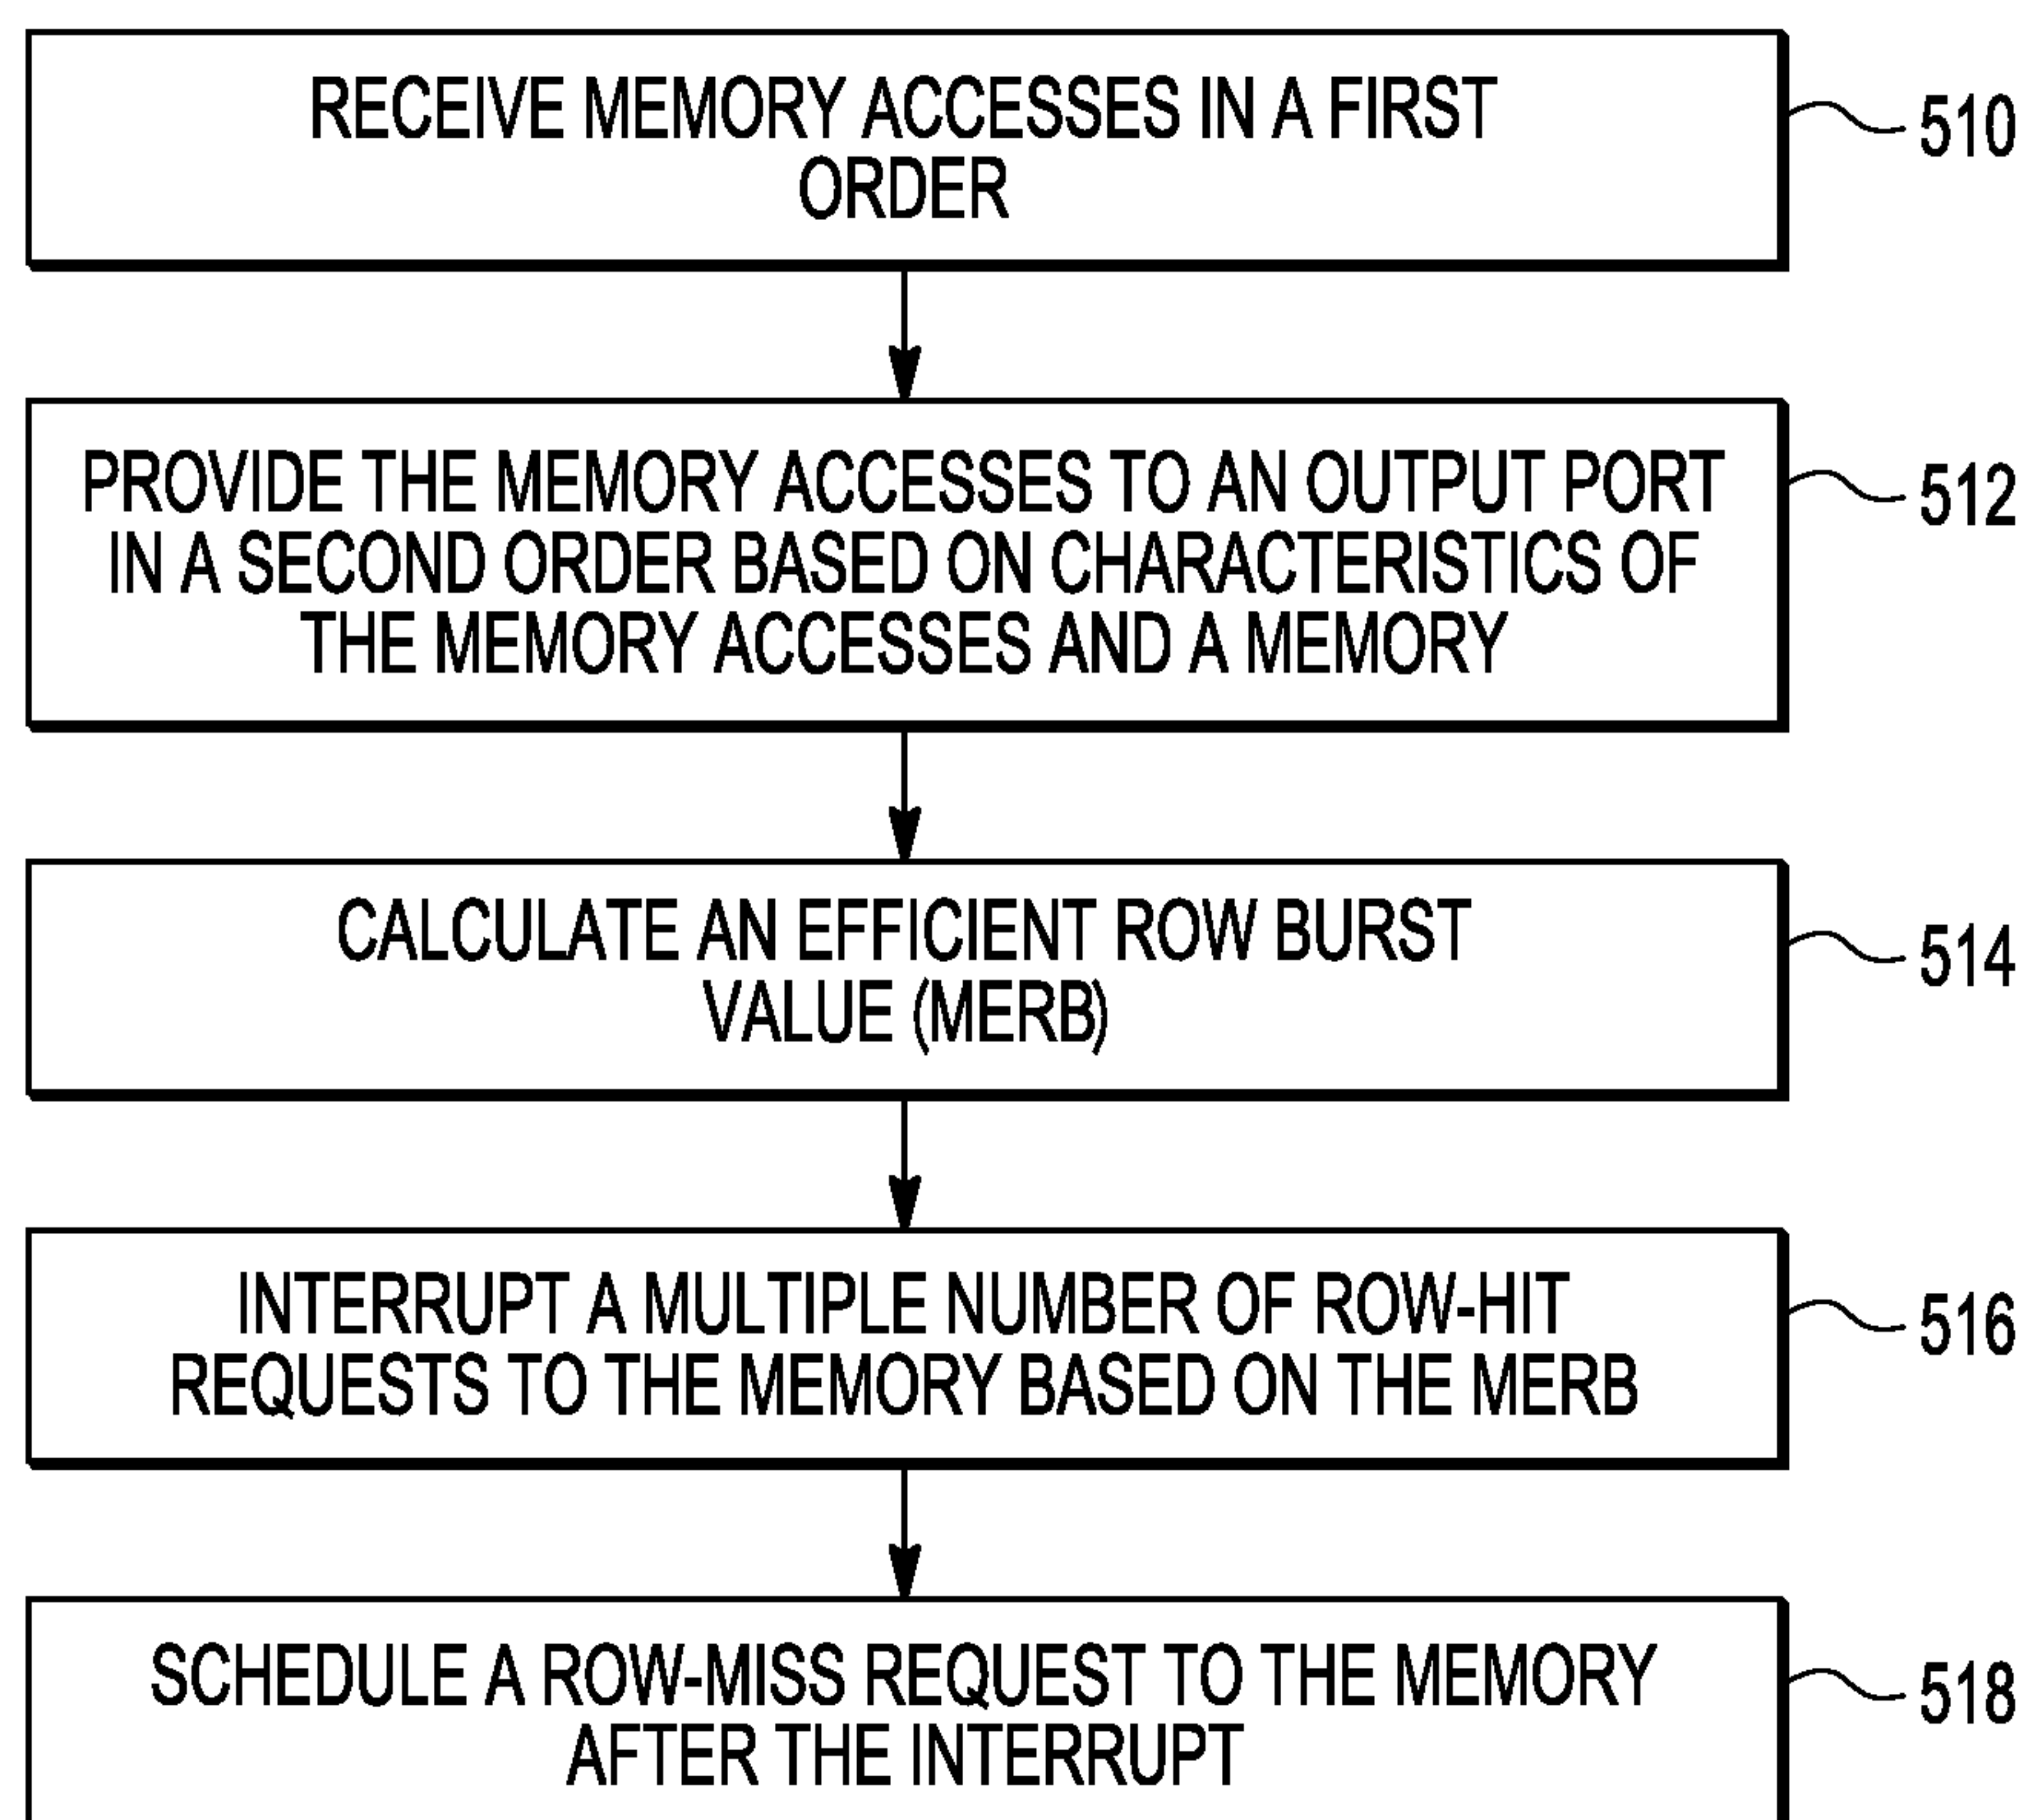 RECEIVE MEMORY ACCESSES IN A FIRST
ORDER
510
PROVIDE THE MEMORY ACCESSES TO AN OUTPUT PORT
IN A SECOND ORDER BASED ON CHARACTERISTICS OF
THE MEMORY ACCESSES AND A MEMORY
512
CALCULATE AN EFFICIENT ROW BURST
VALUE (MERB)
514
INTERRUPT A MULTIPLE NUMBER OF ROW-HIT
REQUESTS TO THE MEMORY BASED ON THE MERB
516
SCHEDULE A ROW-MISS REQUEST TO THE MEMORY
AFTER THE INTERRUPT
518